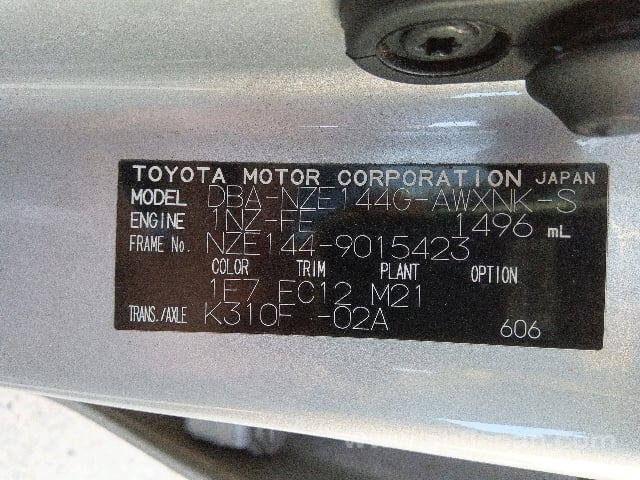 TOYOTA MOTOR CORPORATION JAPAN
MODEL DBA-NZE144G-AWXNK-S
ENGINE 1NZ-FE 1496 mL
FRAME No. NZE144-9015423
COLOR TRIM PLANT OPTION
1E7 FC12 M21
TRANS./AXLE K310F -02A
606